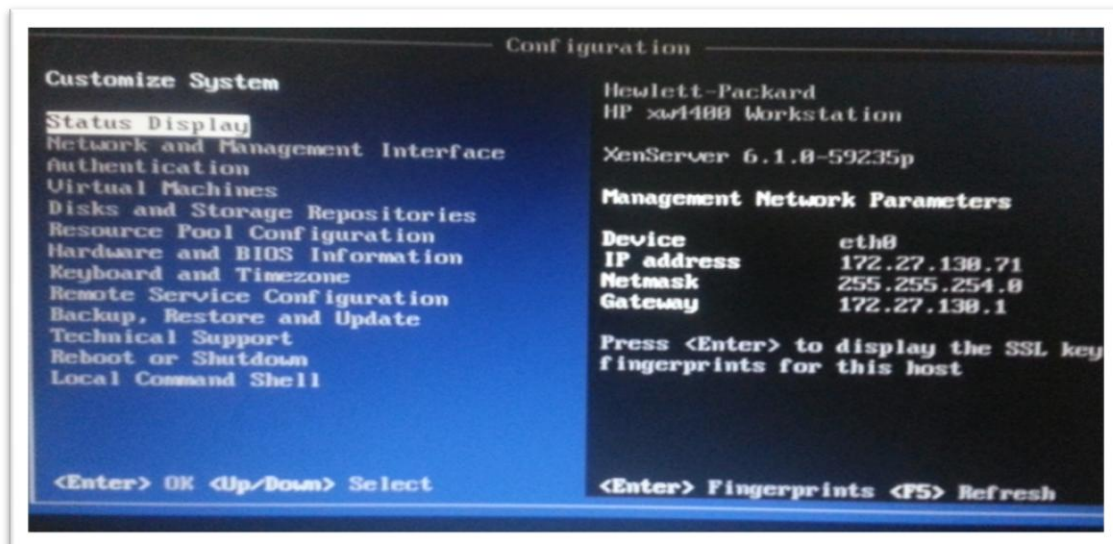 Configuration
Customize System
Status Display
Network and Management Interface
Authentication
Virtual Machines
Disks and Storage Repositories
Resource Pool Configuration
Hardware and BIOS Information
Keyboard and Timezone
Remote Service Configuration
Backup, Restore and Update
Technical Support
Reboot or Shutdown
Local Command Shell
<Enter> OK <Up/Down> Select
Hewlett-Packard
HP xw4400 Workstation
XenServer 6.1.0-59235p
Management Network Parameters
Device eth0
IP address 172.27.130.71
Netmask 255.255.254.0
Gateway 172.27.130.1
Press <Enter> to display the SSL key
fingerprints for this host
<Enter> Fingerprints <F5> Refresh